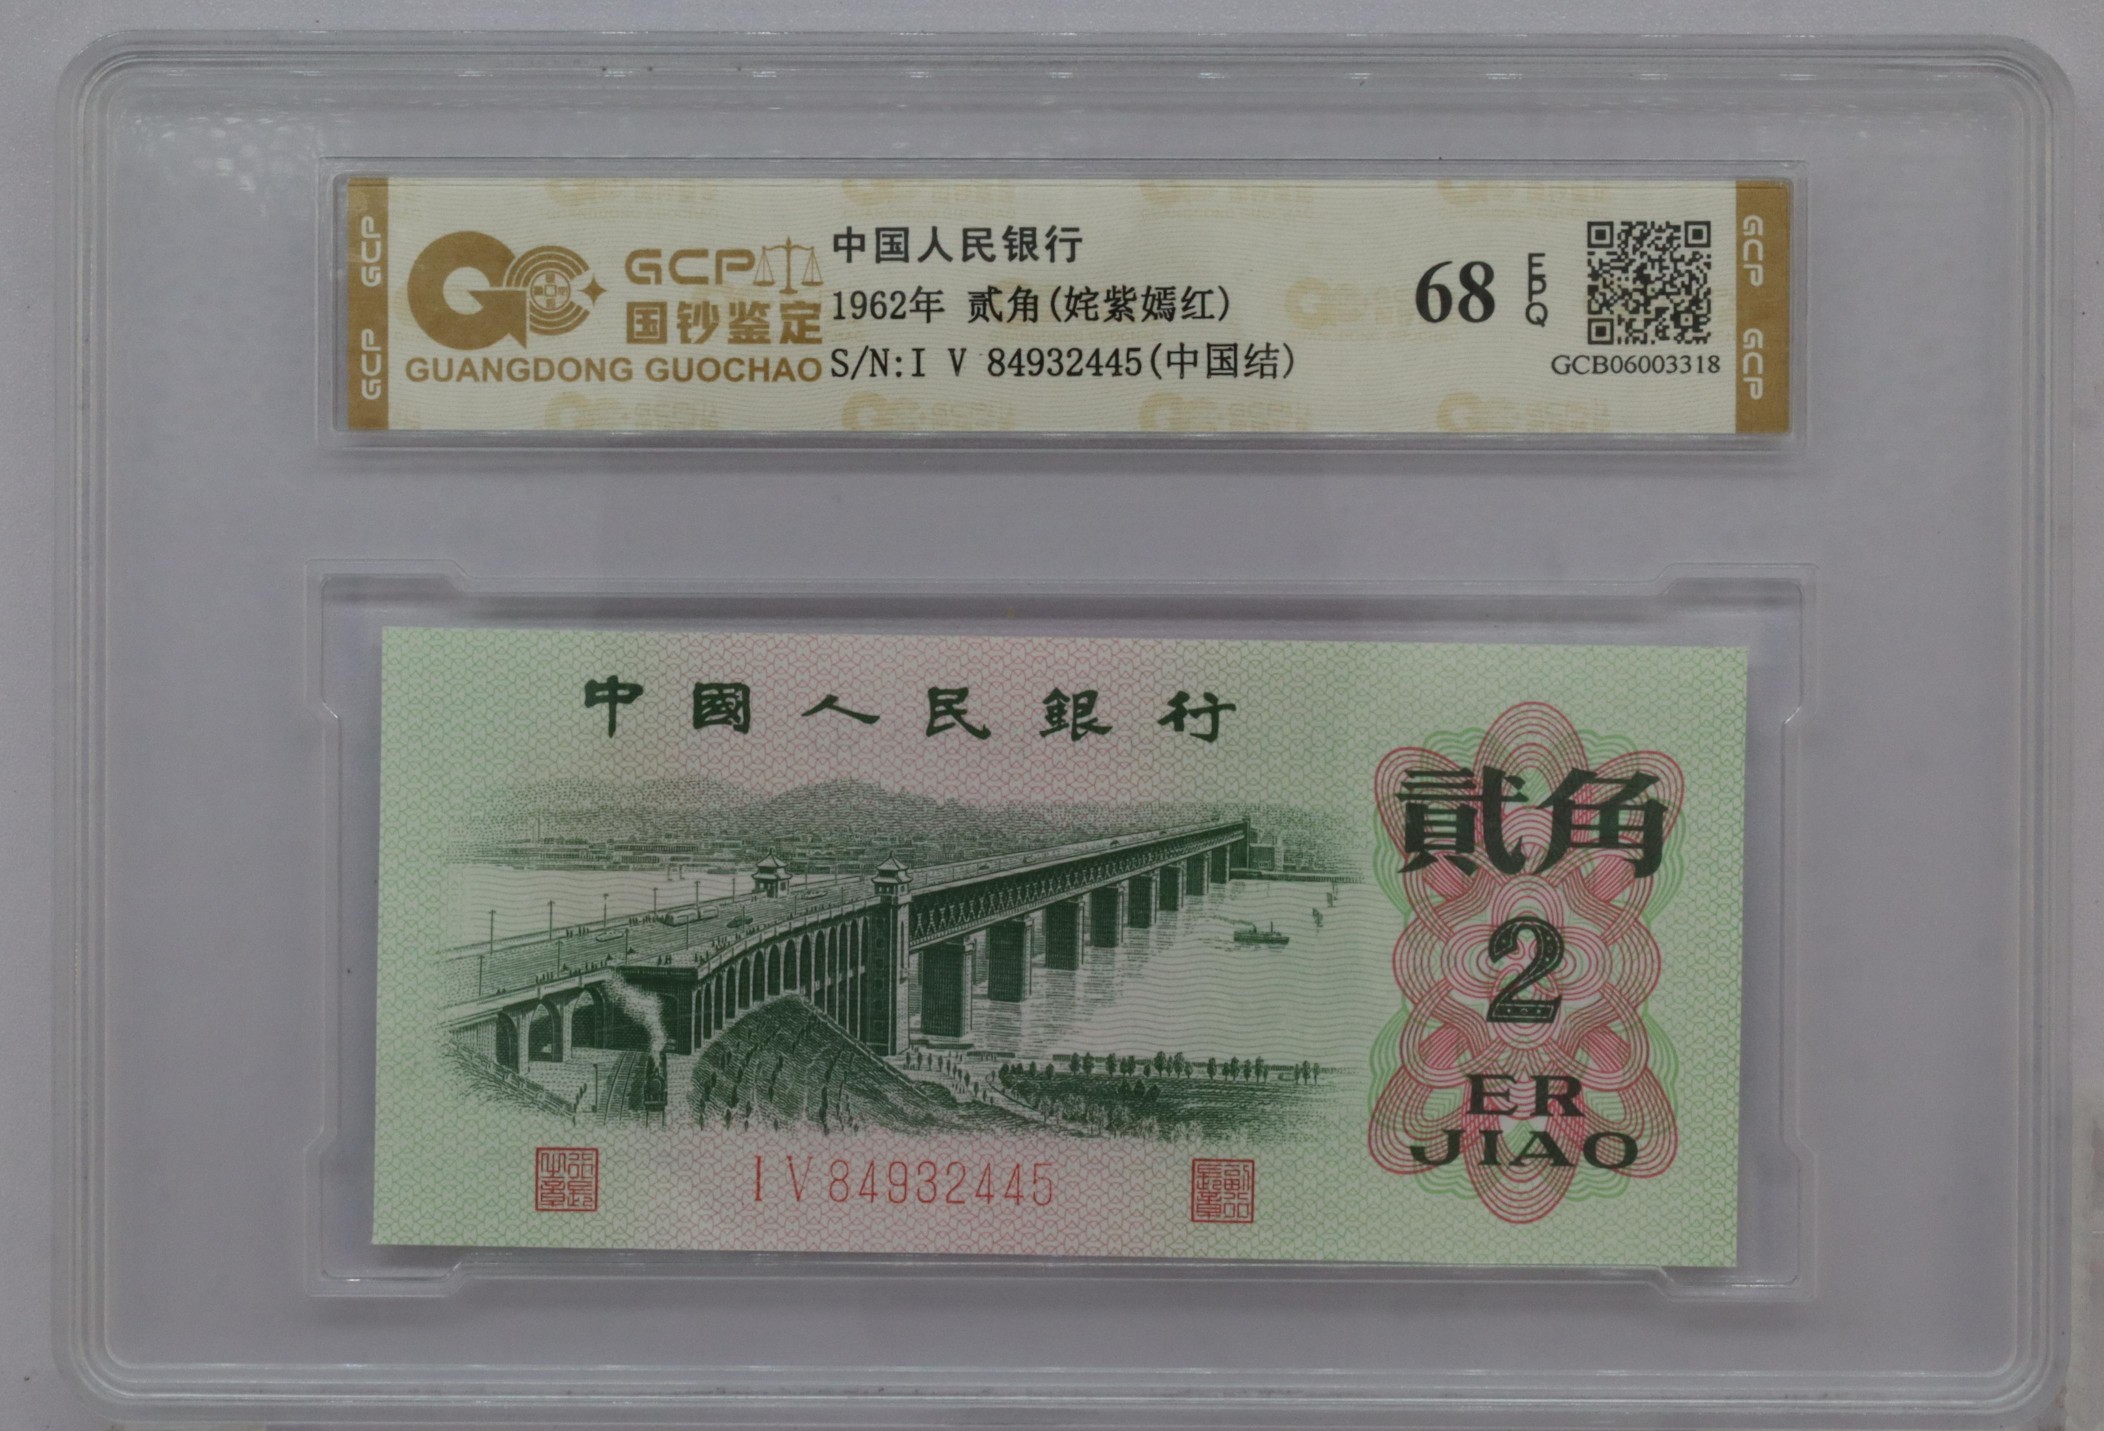 GCP 国钞鉴定
GUANGDONG GUOCHAO
中国人民银行
1962年 贰角(姹紫嫣红)
S/N:I V 84932445(中国结)
68 EPQ
GCB06003318
GCP GCP
GCP GCP
中國人民銀行
貳角
2
ER
JIAO
I V 84932445